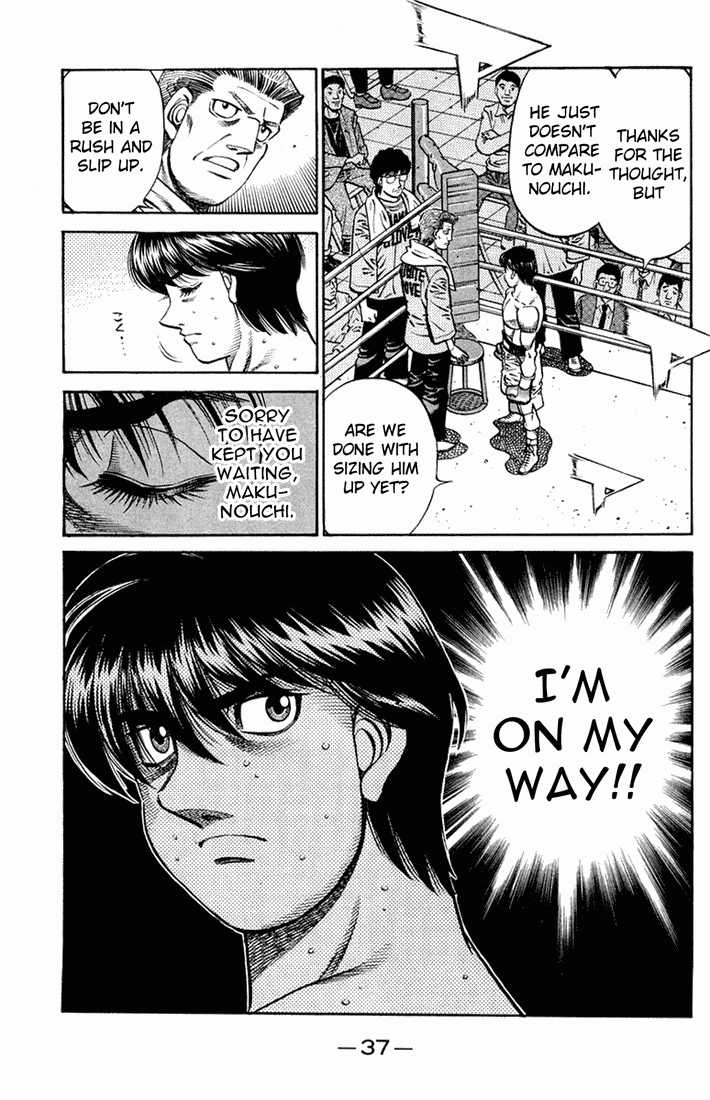 THANKS
FOR THE
THOUGHT,
BUT
HE JUST
DOESN'T
COMPARE
TO MAKU-
NOUCHI.
ARE WE
DONE WITH
SIZING HIM
UP YET?
DON'T
BE IN A
RUSH AND
SLIP UP.
SORRY
TO HAVE
KEPT YOU
WAITING,
MAKU-
NOUCHI.
I'M
ON MY
WAY!!
—37—